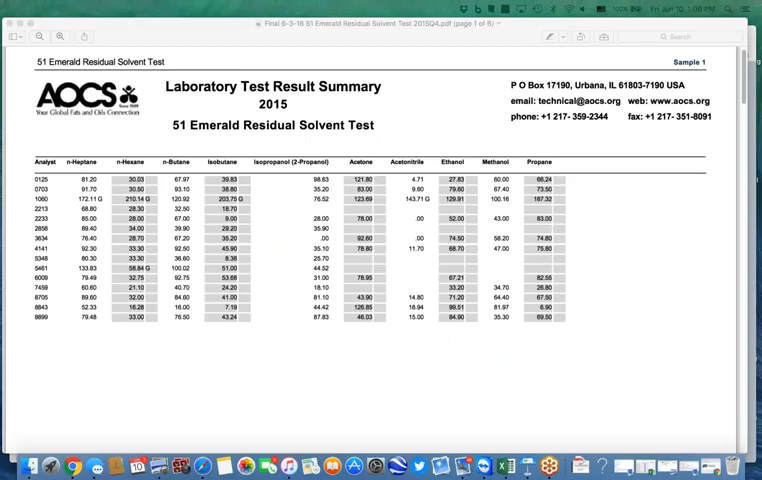 100% Fri Jun 10 1:06 PM
Final 6-3-16 51 Emerald Residual Solvent Test 2015Q4.pdf (page 1 of 6)
Search
51 Emerald Residual Solvent Test Sample 1
AOCS Since 1909
Your Global Fats and Oils Connection
Laboratory Test Result Summary
2015
51 Emerald Residual Solvent Test
P O Box 17190, Urbana, IL 61803-7190 USA
email: technical@aocs.org web: www.aocs.org
phone: +1 217- 359-2344 fax: +1 217- 351-8091
Analyst n-Heptane n-Hexane n-Butane Isobutane Isopropanol (2-Propanol) Acetone Acetonitrile Ethanol Methanol Propane
0125 81.20 30.03 67.97 39.83 98.63 121.80 4.71 27.83 60.00 66.24
0703 91.70 30.50 93.10 38.80 35.20 83.00 9.60 79.60 67.40 73.50
1060 172.11 G 210.14 G 192.92 203.75 G 76.52 123.69 143.71 G 129.91 100.16 187.32
2213 68.80 28.30 32.50 18.70
2233 85.00 28.00 67.00 9.00 28.00 78.00 .00 52.00 43.00 83.00
2858 89.40 34.00 39.90 29.20 35.90
3634 76.40 28.70 67.20 35.20 .00 92.60 .00 74.50 58.20 74.80
4141 92.30 33.30 92.50 45.90 35.10 78.80 11.70 68.70 47.00 75.80
5348 80.30 33.30 36.60 8.38 25.70
5461 133.83 58.84 G 100.02 51.00 44.52
6009 79.49 32.75 92.75 53.68 31.00 78.95 67.21 82.55
7459 60.60 21.10 40.70 24.20 18.10 33.20 34.70 26.80
8705 89.60 32.00 84.60 41.00 81.10 43.90 14.80 71.20 64.40 67.50
8843 52.33 16.28 16.00 7.19 44.42 126.85 18.94 99.51 81.97 6.90
8899 79.48 33.00 76.50 43.24 87.83 46.03 15.00 84.90 35.30 69.50